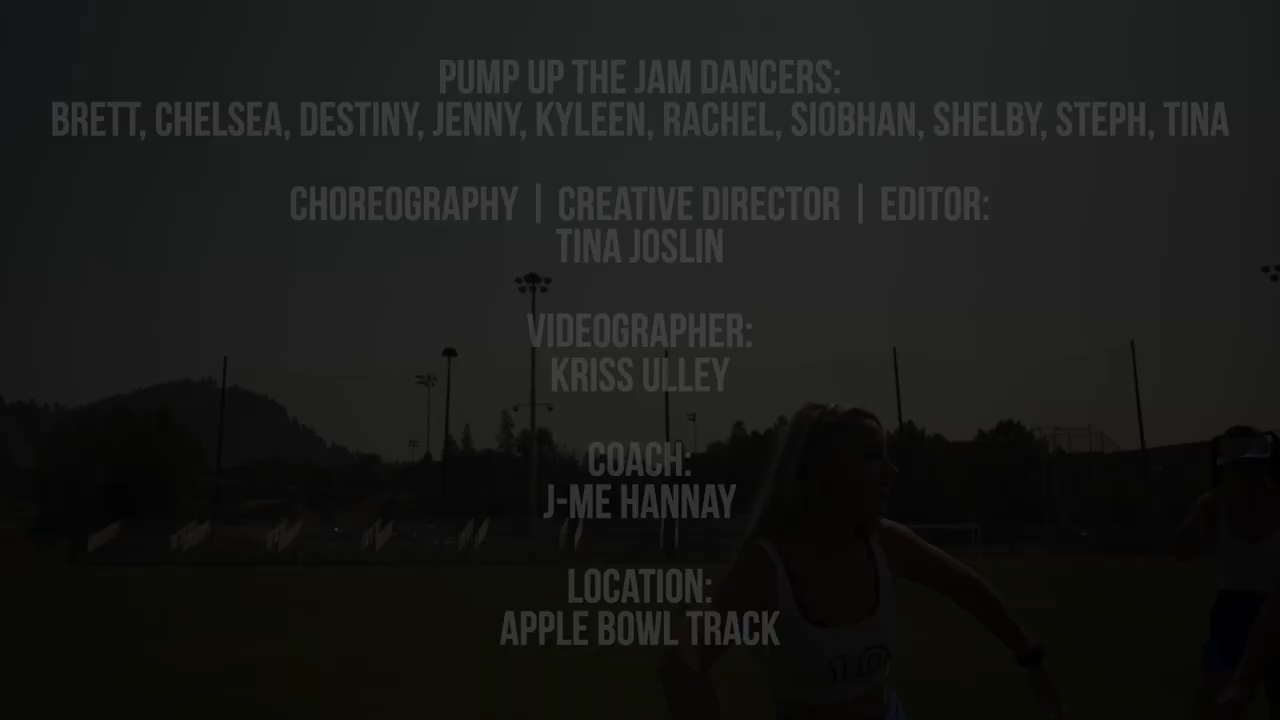 PUMP UP THE JAM DANCERS:
BRETT, CHELSEA, DESTINY, JENNY, KYLEEN, RACHEL, SIOBHAN, SHELBY, STEPH, TINA
CHOREOGRAPHY | CREATIVE DIRECTOR | EDITOR:
TINA JOSLIN
VIDEOGRAPHER:
KRISS ULLEY
COACH:
J-ME HANNAY
LOCATION:
APPLE BOWL TRACK